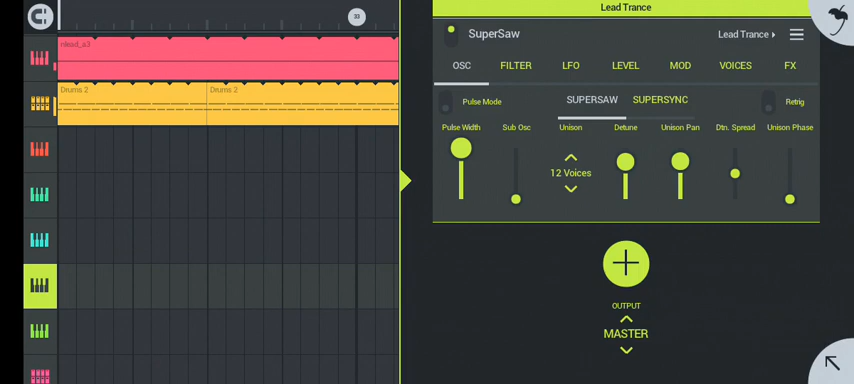 33
nlead_a3
Drums 2
Drums 2
Lead Trance
SuperSaw
Lead Trance
OSC
FILTER
LFO
LEVEL
MOD
VOICES
FX
Pulse Mode
SUPERSAW
SUPERSYNC
Retrig
Pulse Width
Sub Osc
Unison
Detune
Unison Pan
Dtn. Spread
Unison Phase
12 Voices
OUTPUT
MASTER